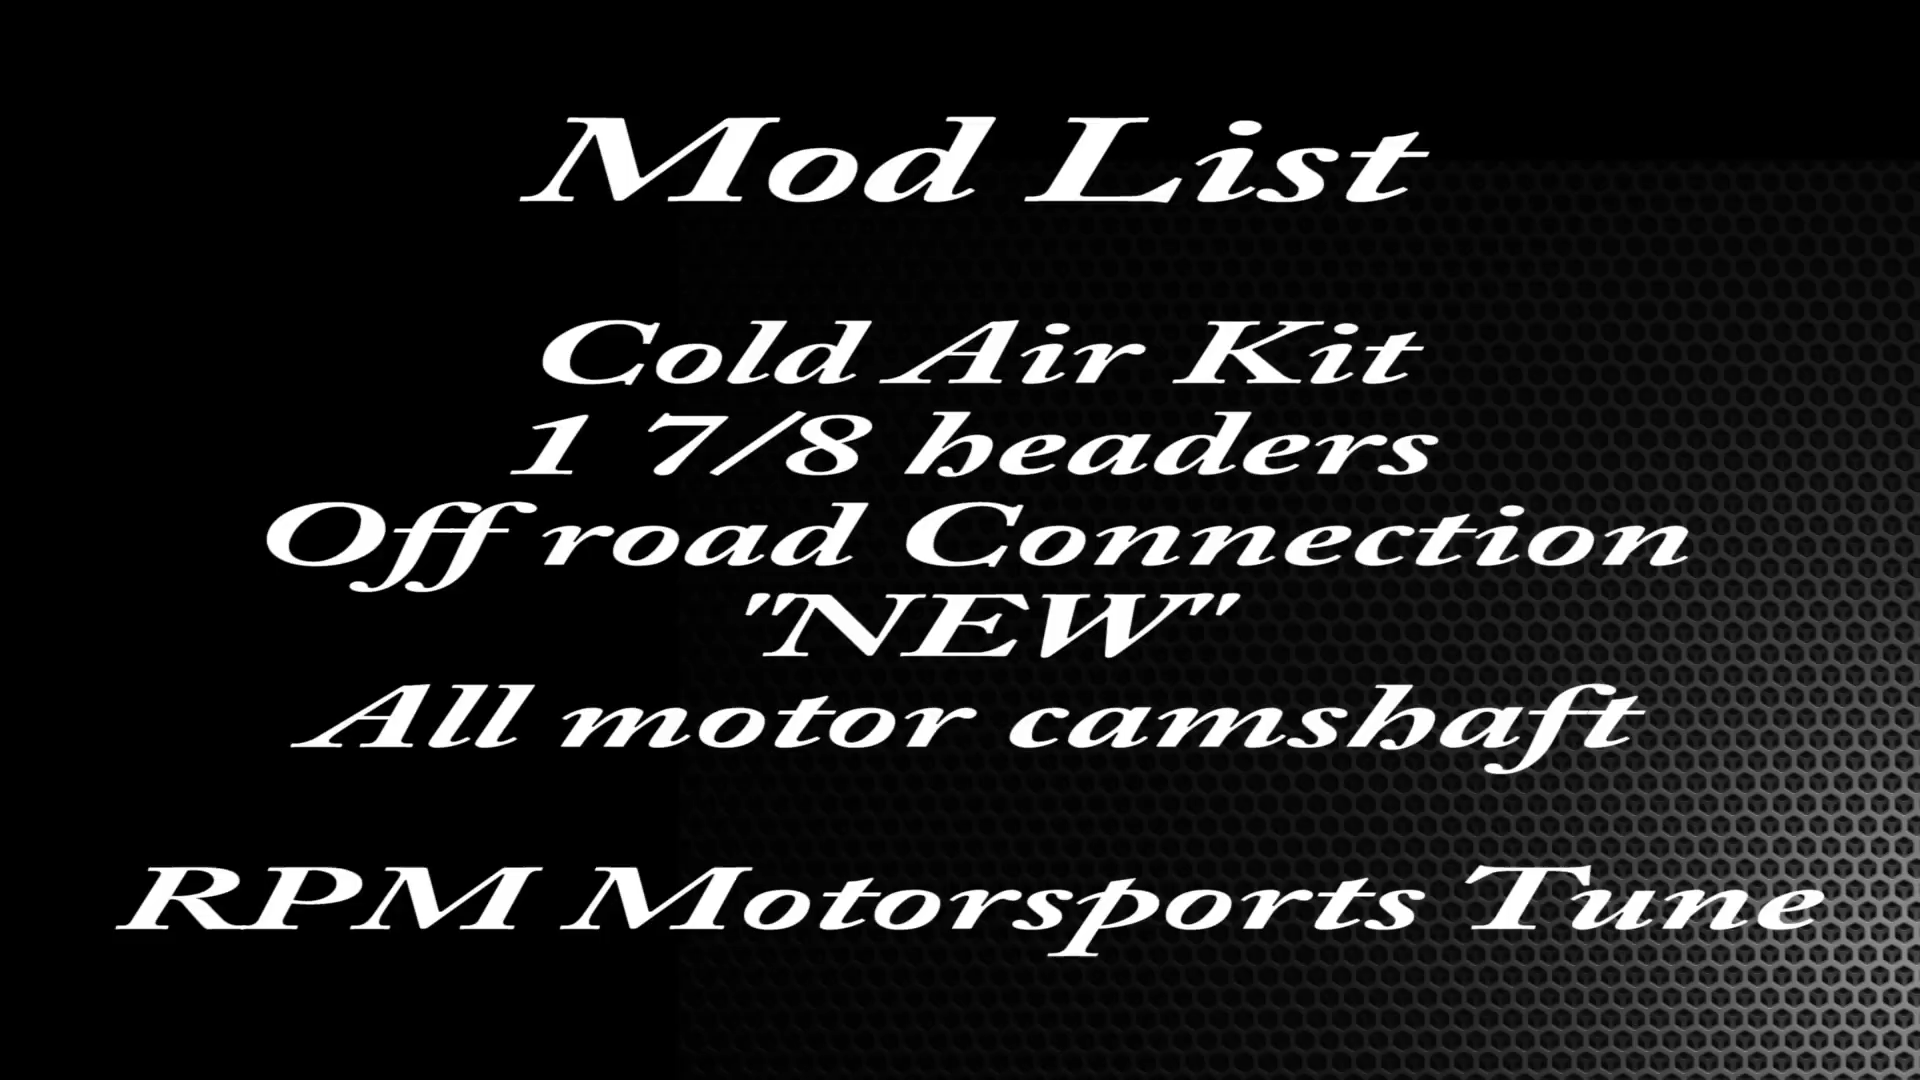 Mod List
Cold Air Kit
1 7/8 headers
Off road Connection
"NEW"
All motor camshaft
RPM Motorsports Tune